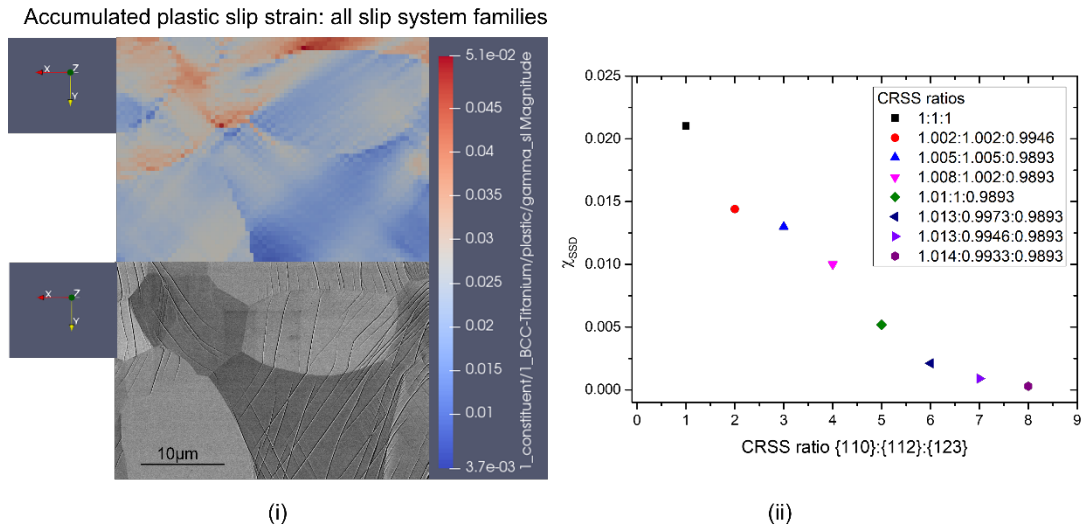 Accumulated plastic slip strain: all slip system families
X Z
Y
5.1e-02
0.045
0.04
0.035
0.03
0.025
0.02
0.015
0.01
3.7e-03
1_constituent/1_BCC-Titanium/plastic/gamma_sl Magnitude
X Z
Y
10µm
(i)
0.025
0.020
0.015
0.010
0.005
0.000
χSSD
0 1 2 3 4 5 6 7 8 9
CRSS ratio {110}:{112}:{123}
CRSS ratios
1:1:1
1.002:1.002:0.9946
1.005:1.005:0.9893
1.008:1.002:0.9893
1.01:1:0.9893
1.013:0.9973:0.9893
1.013:0.9946:0.9893
1.014:0.9933:0.9893
(ii)